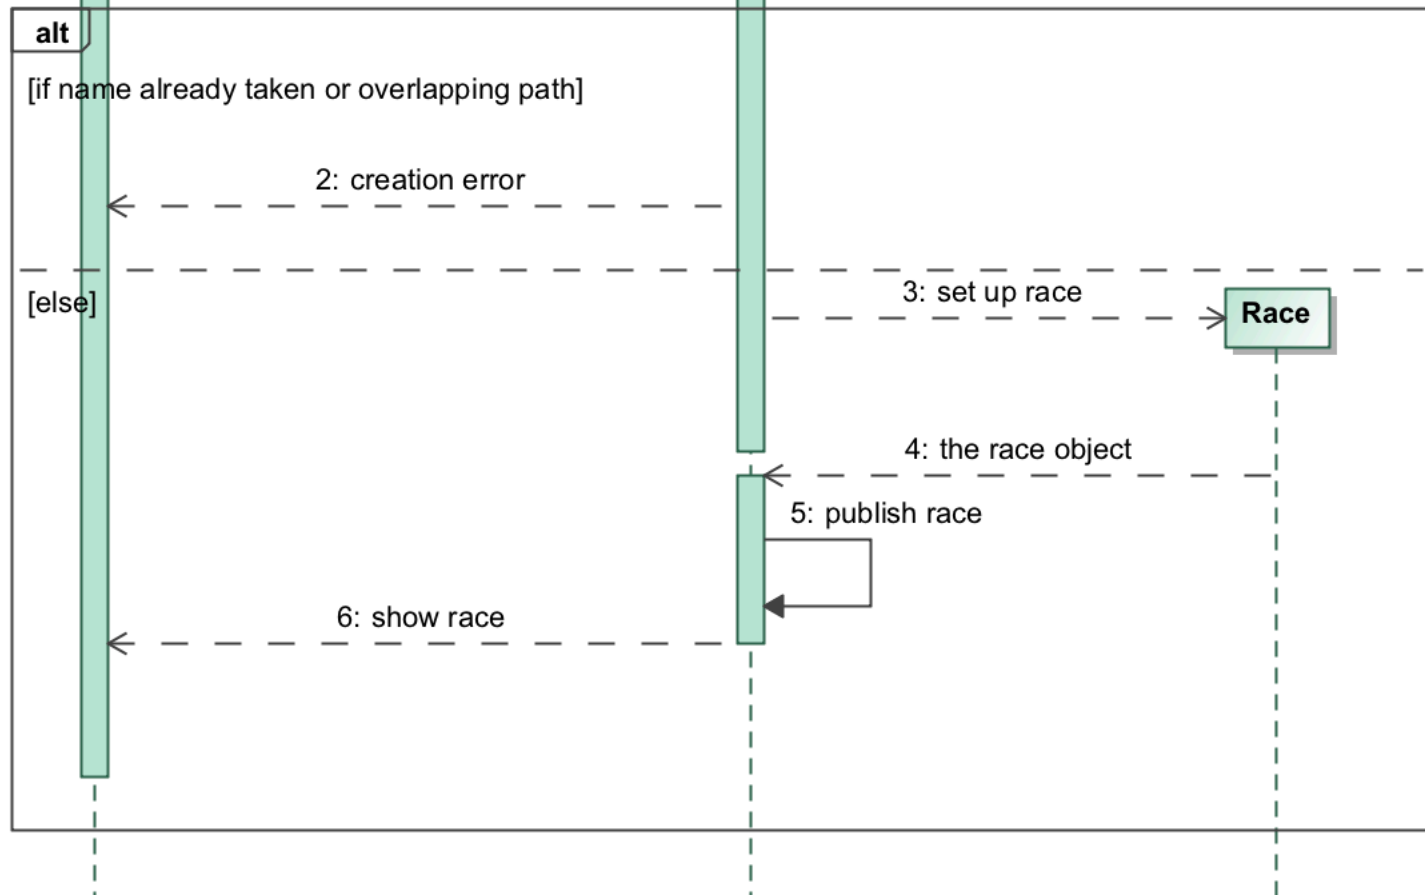 alt
[if name already taken or overlapping path]
2: creation error
[else]
3: set up race
Race
4: the race object
5: publish race
6: show race